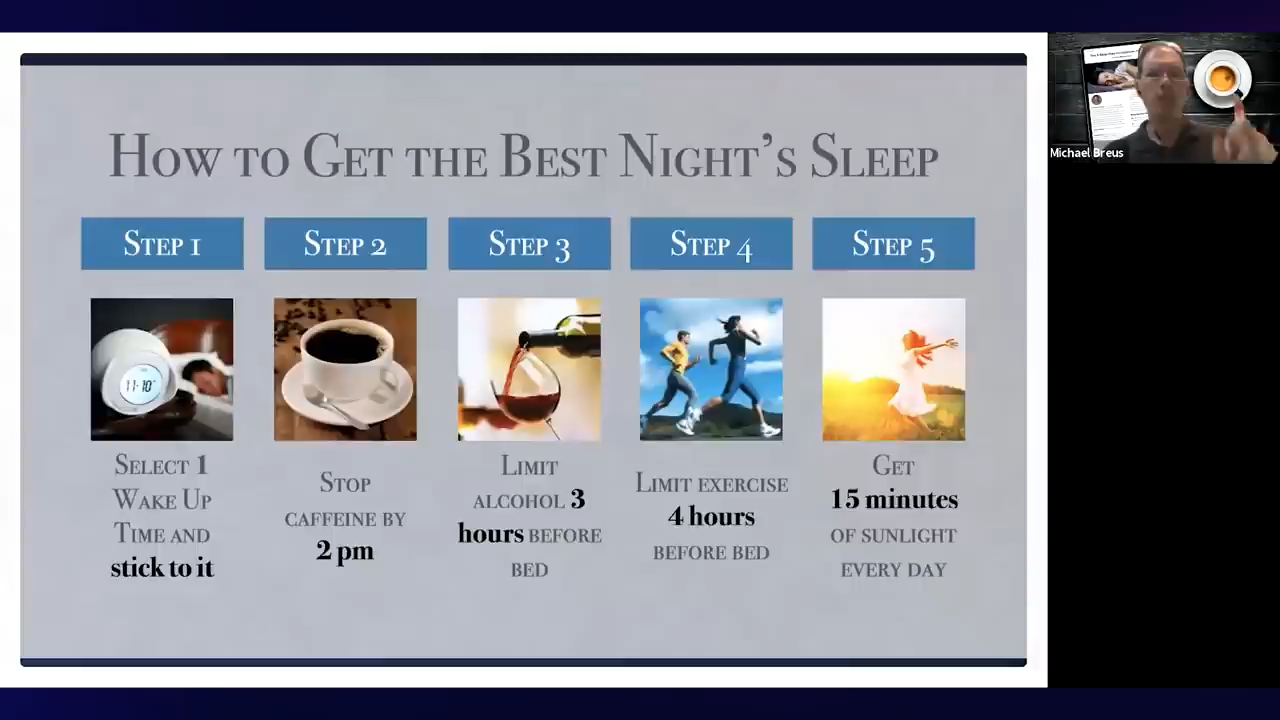 How to Get the Best Night's Sleep
Step 1
Step 2
Step 3
Step 4
Step 5
11:10
Select 1
Wake Up
Time and
stick to it
Stop
caffeine by
2 pm
Limit
alcohol 3
hours before
bed
Limit exercise
4 hours
before bed
Get
15 minutes
of sunlight
every day
Michael Breus